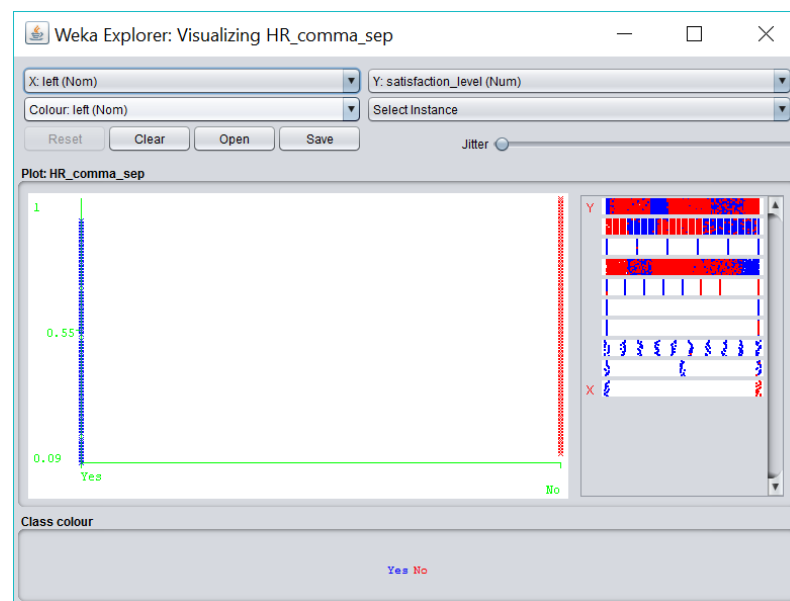 Weka Explorer: Visualizing HR_comma_sep
X: left (Nom) Y: satisfaction_level (Num)
Colour: left (Nom) Select Instance
Reset Clear Open Save Jitter
Plot: HR_comma_sep
1
0.55
0.09
Yes
No
Y
X
Class colour
Yes No